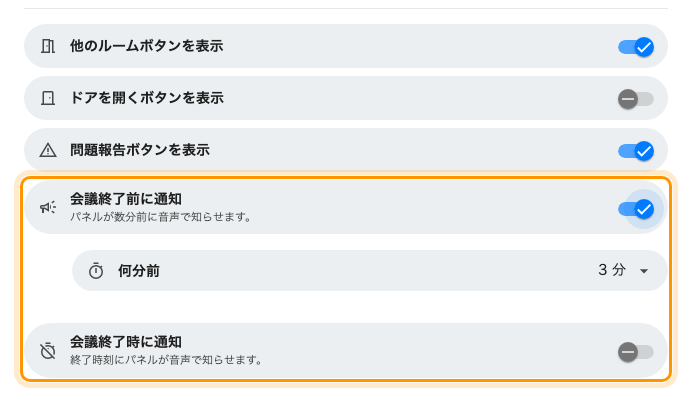 他のルームボタンを表示
ドアを開くボタンを表示
問題報告ボタンを表示
会議終了前に通知
パネルが数分前に音声で知らせます。
何分前 3 分
会議終了時に通知
終了時刻にパネルが音声で知らせます。